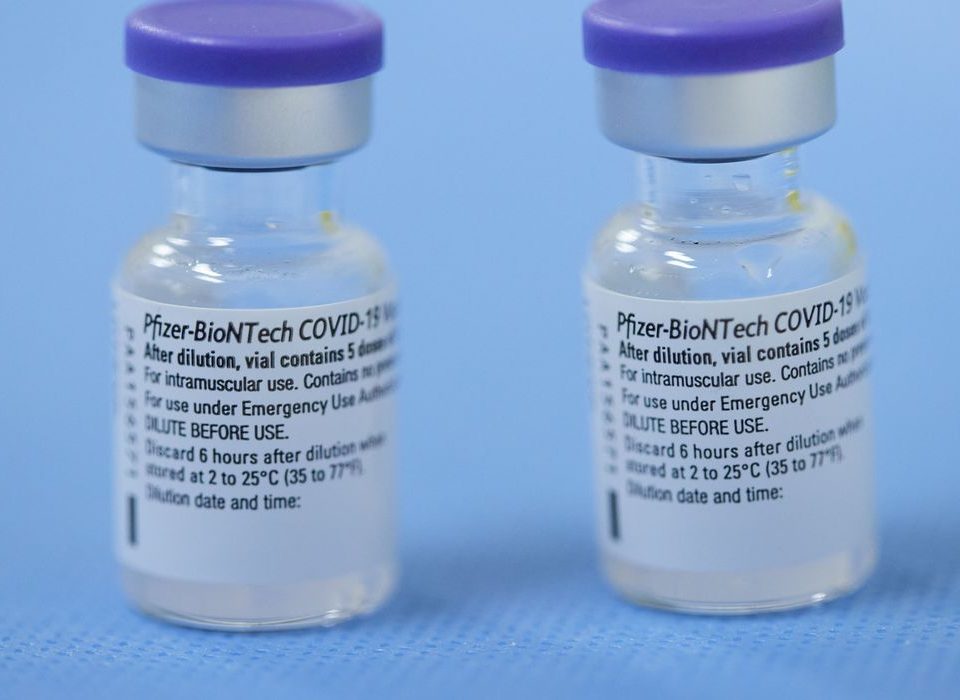 Pfizer-BioNTech COVID-19
After dilution, vial contains 5 doses
For intramuscular use. Contains no
For use under Emergency Use
DILUTE BEFORE USE.
Discard 6 hours after dilution when
stored at 2 to 25°C (35 to 77°F).
Dilution date and time:
Pfizer-BioNTech COVID-19
After dilution, vial contains 5 doses
For intramuscular use. Contains no
For use under Emergency Use
DILUTE BEFORE USE.
Discard 6 hours after dilution when
stored at 2 to 25°C (35 to 77°F).
Dilution date and time: